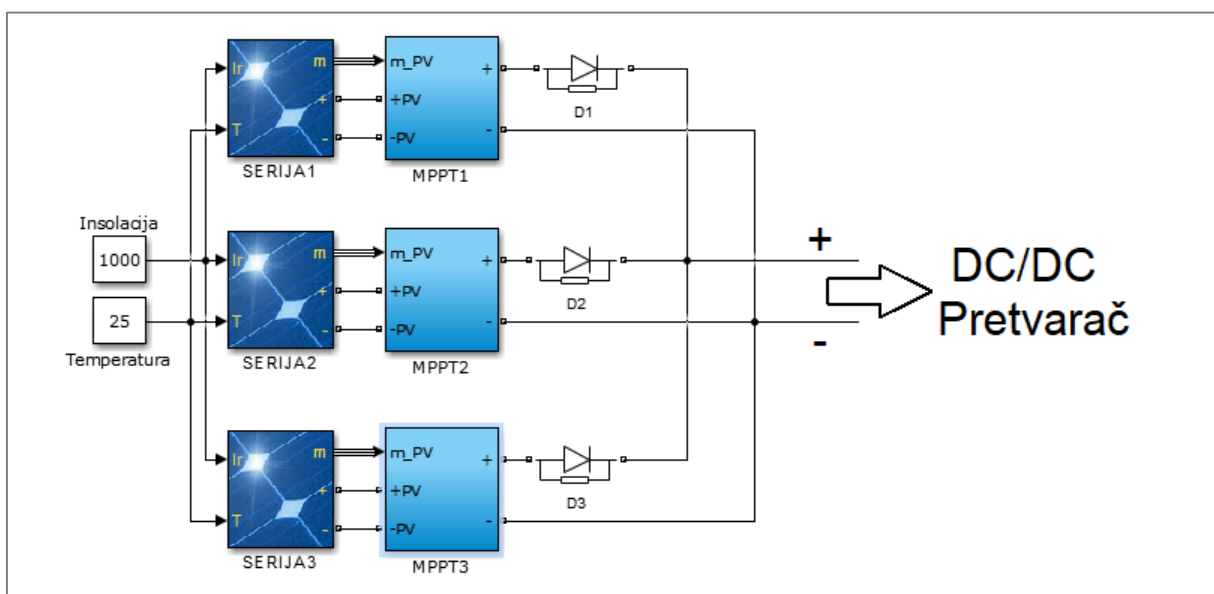 Ir
T
m
+
-
SERIJA1
m_PV
+PV
-PV
+
-
MPPT1
D1
Insolacija
1000
25
Temperatura
Ir
T
m
+
-
SERIJA2
m_PV
+PV
-PV
+
-
MPPT2
D2
+
-
DC/DC
Pretvarač
Ir
T
m
+
-
SERIJA3
m_PV
+PV
-PV
+
-
MPPT3
D3